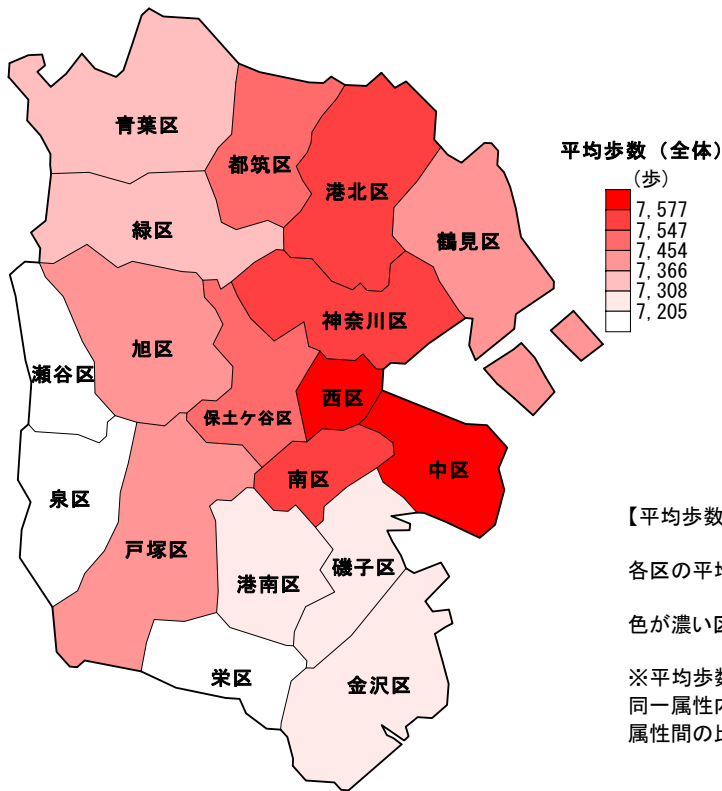 青葉区
都筑区
港北区
緑区
鶴見区
神奈川区
旭区
瀬谷区
西区
保土ケ谷区
中区
南区
泉区
戸塚区
磯子区
港南区
栄区
金沢区
平均歩数（全体）
(歩)
7,577
7,547
7,454
7,366
7,308
7,205
【平均歩数
各区の平均
色が濃い区
※平均歩数
同一属性内
属性間の比